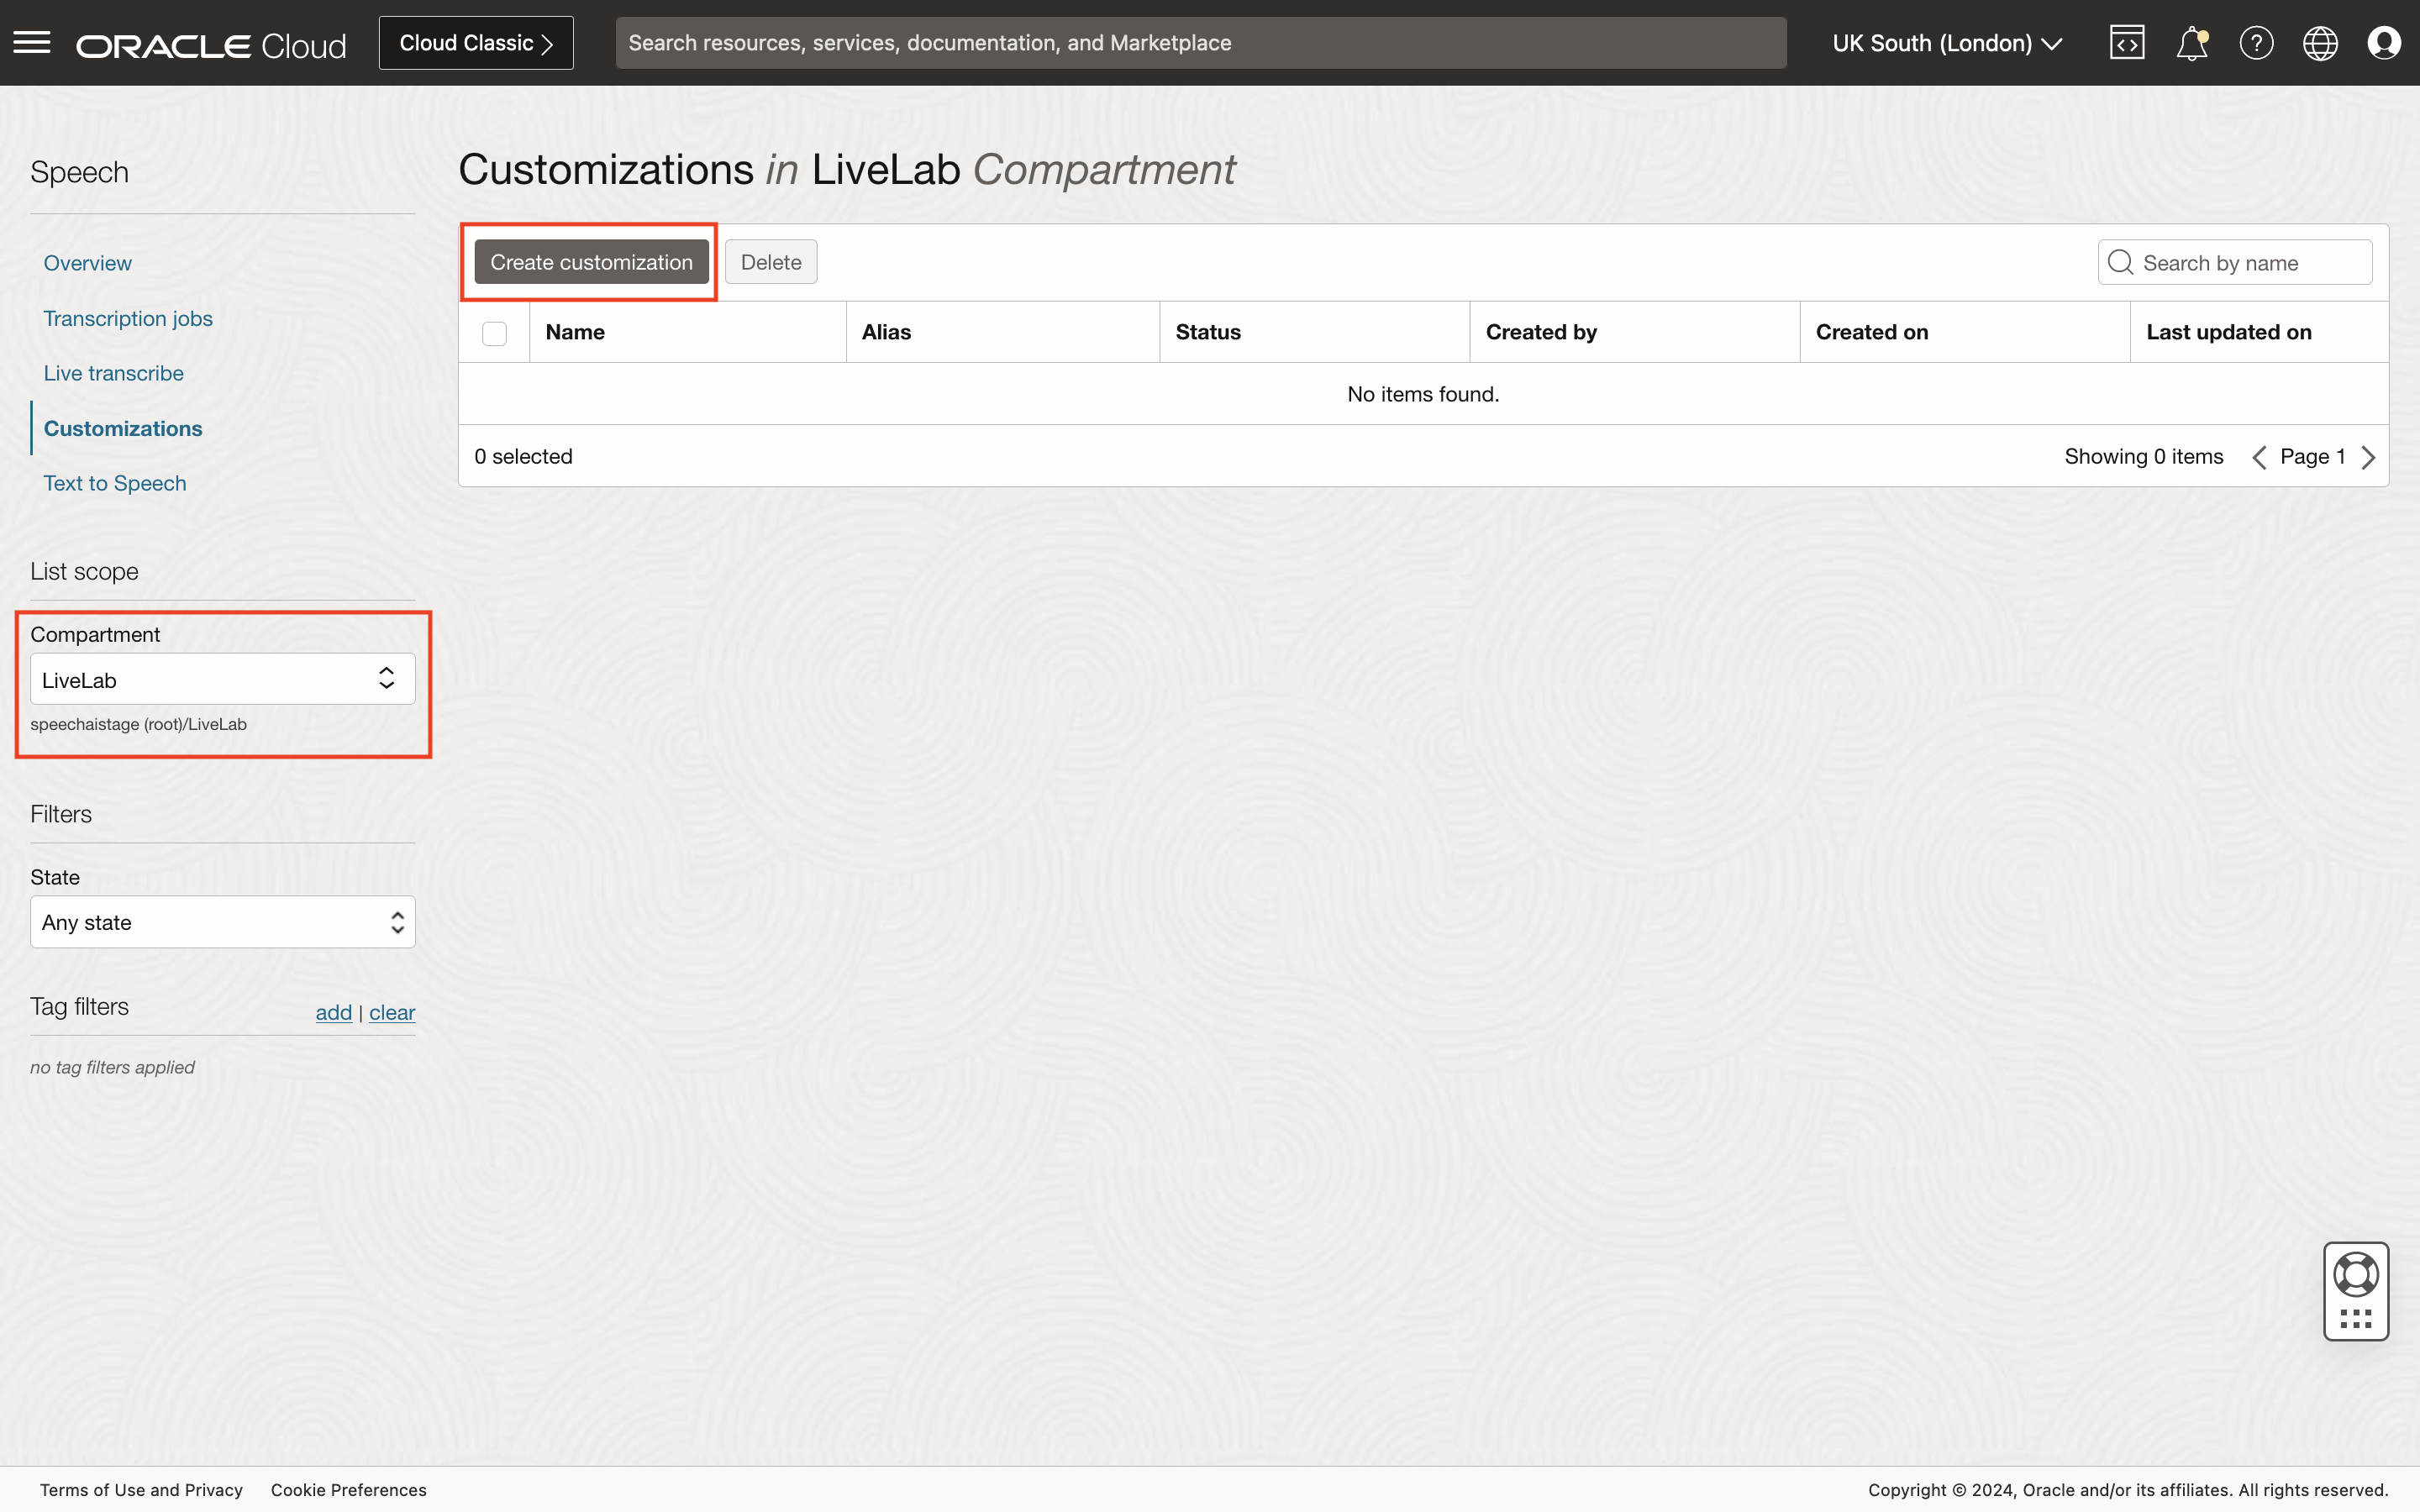 ORACLE Cloud
Cloud Classic
Search resources, services, documentation, and Marketplace
UK South (London)
Speech
Overview
Transcription jobs
Live transcribe
Customizations
Text to Speech
List scope
Compartment
LiveLab
speechaistage (root)/LiveLab
Filters
State
Any state
Tag filters
add | clear
no tag filters applied
Customizations in LiveLab Compartment
Create customization
Delete
Search by name
Name Alias Status Created by Created on Last updated on
No items found.
0 selected
Showing 0 items
Page 1
Terms of Use and Privacy
Cookie Preferences
Copyright © 2024, Oracle and/or its affiliates. All rights reserved.